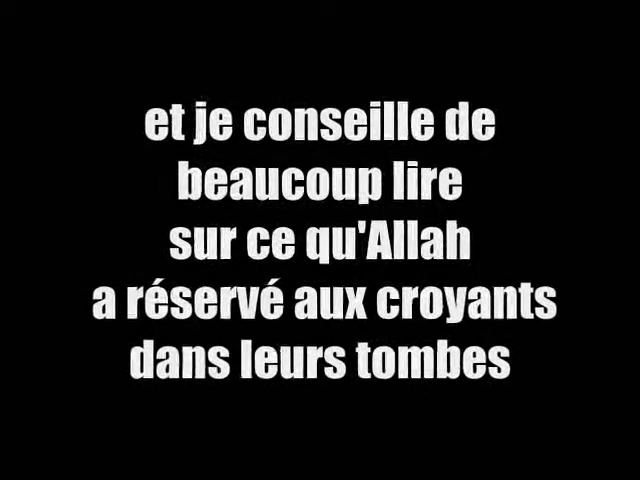 et je conseille de
beaucoup lire
sur ce qu'Allah
a réservé aux croyants
dans leurs tombes